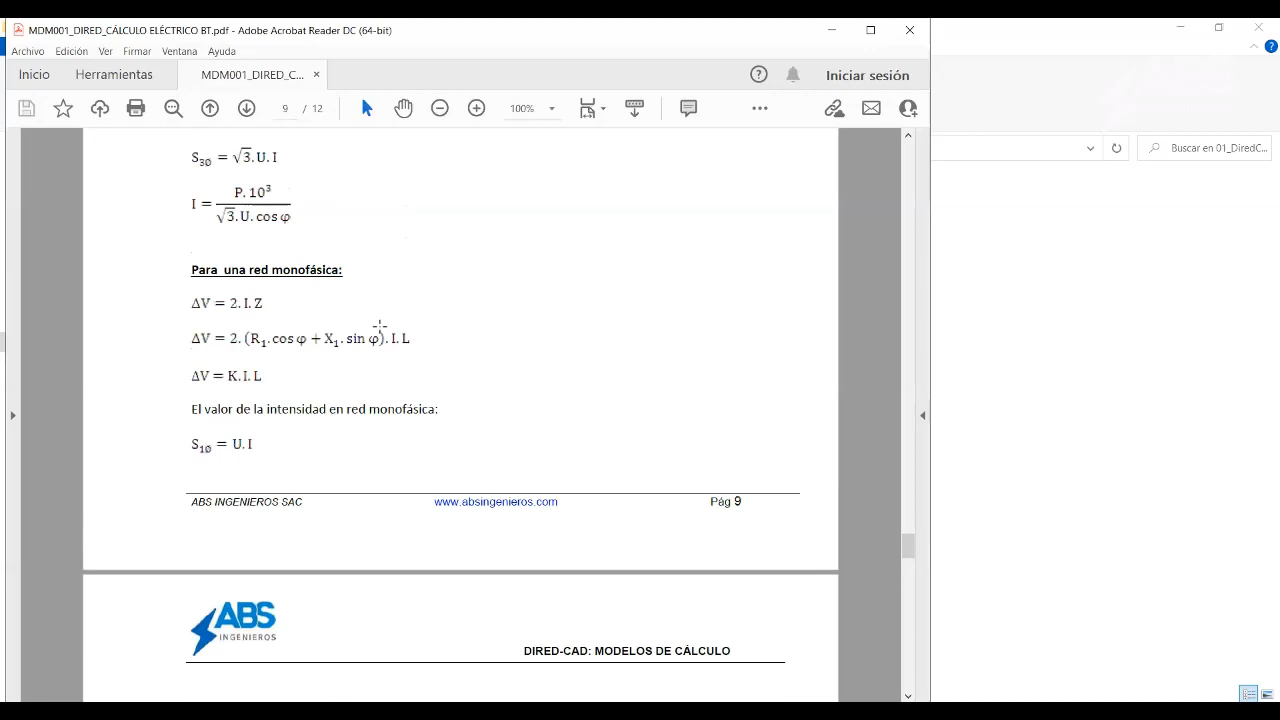 MDM001_DIRED_CÁLCULO ELÉCTRICO BT.pdf - Adobe Acrobat Reader DC (64-bit)
Archivo Edición Ver Firmar Ventana Ayuda
Inicio Herramientas MDM001_DIRED_C... × Iniciar sesión
9 / 12 100%
Buscar en 01_DiredC...
S₃Ø = √3.U.I
I = P.10³ / √3.U.cos φ
Para una red monofásica:
ΔV = 2.I.Z
ΔV = 2.(R₁.cos φ + X₁.sin φ).I.L
ΔV = K.I.L
El valor de la intensidad en red monofásica:
S₁Ø = U.I
ABS INGENIEROS SAC www.absingenieros.com Pág 9
ABS
INGENIEROS
DIRED-CAD: MODELOS DE CÁLCULO